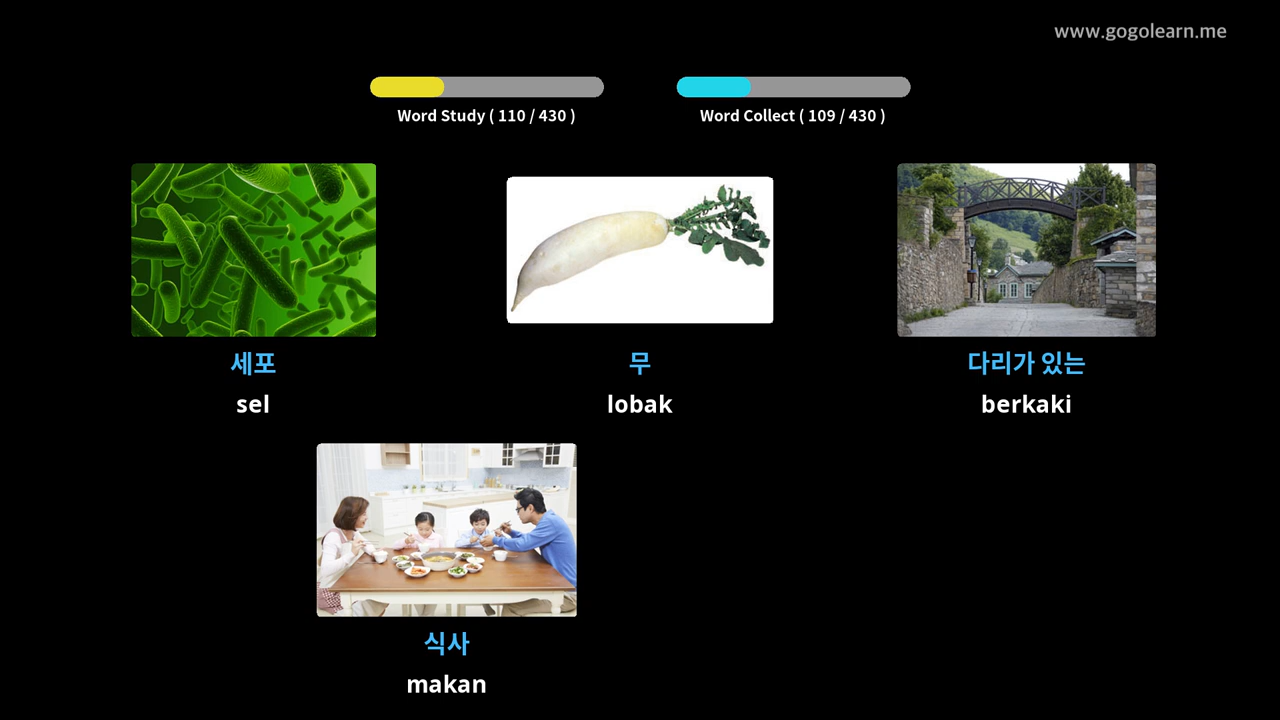 www.gogolearn.me
Word Study ( 110 / 430 )
Word Collect ( 109 / 430 )
세포
sel
무
lobak
다리가 있는
berkaki
식사
makan